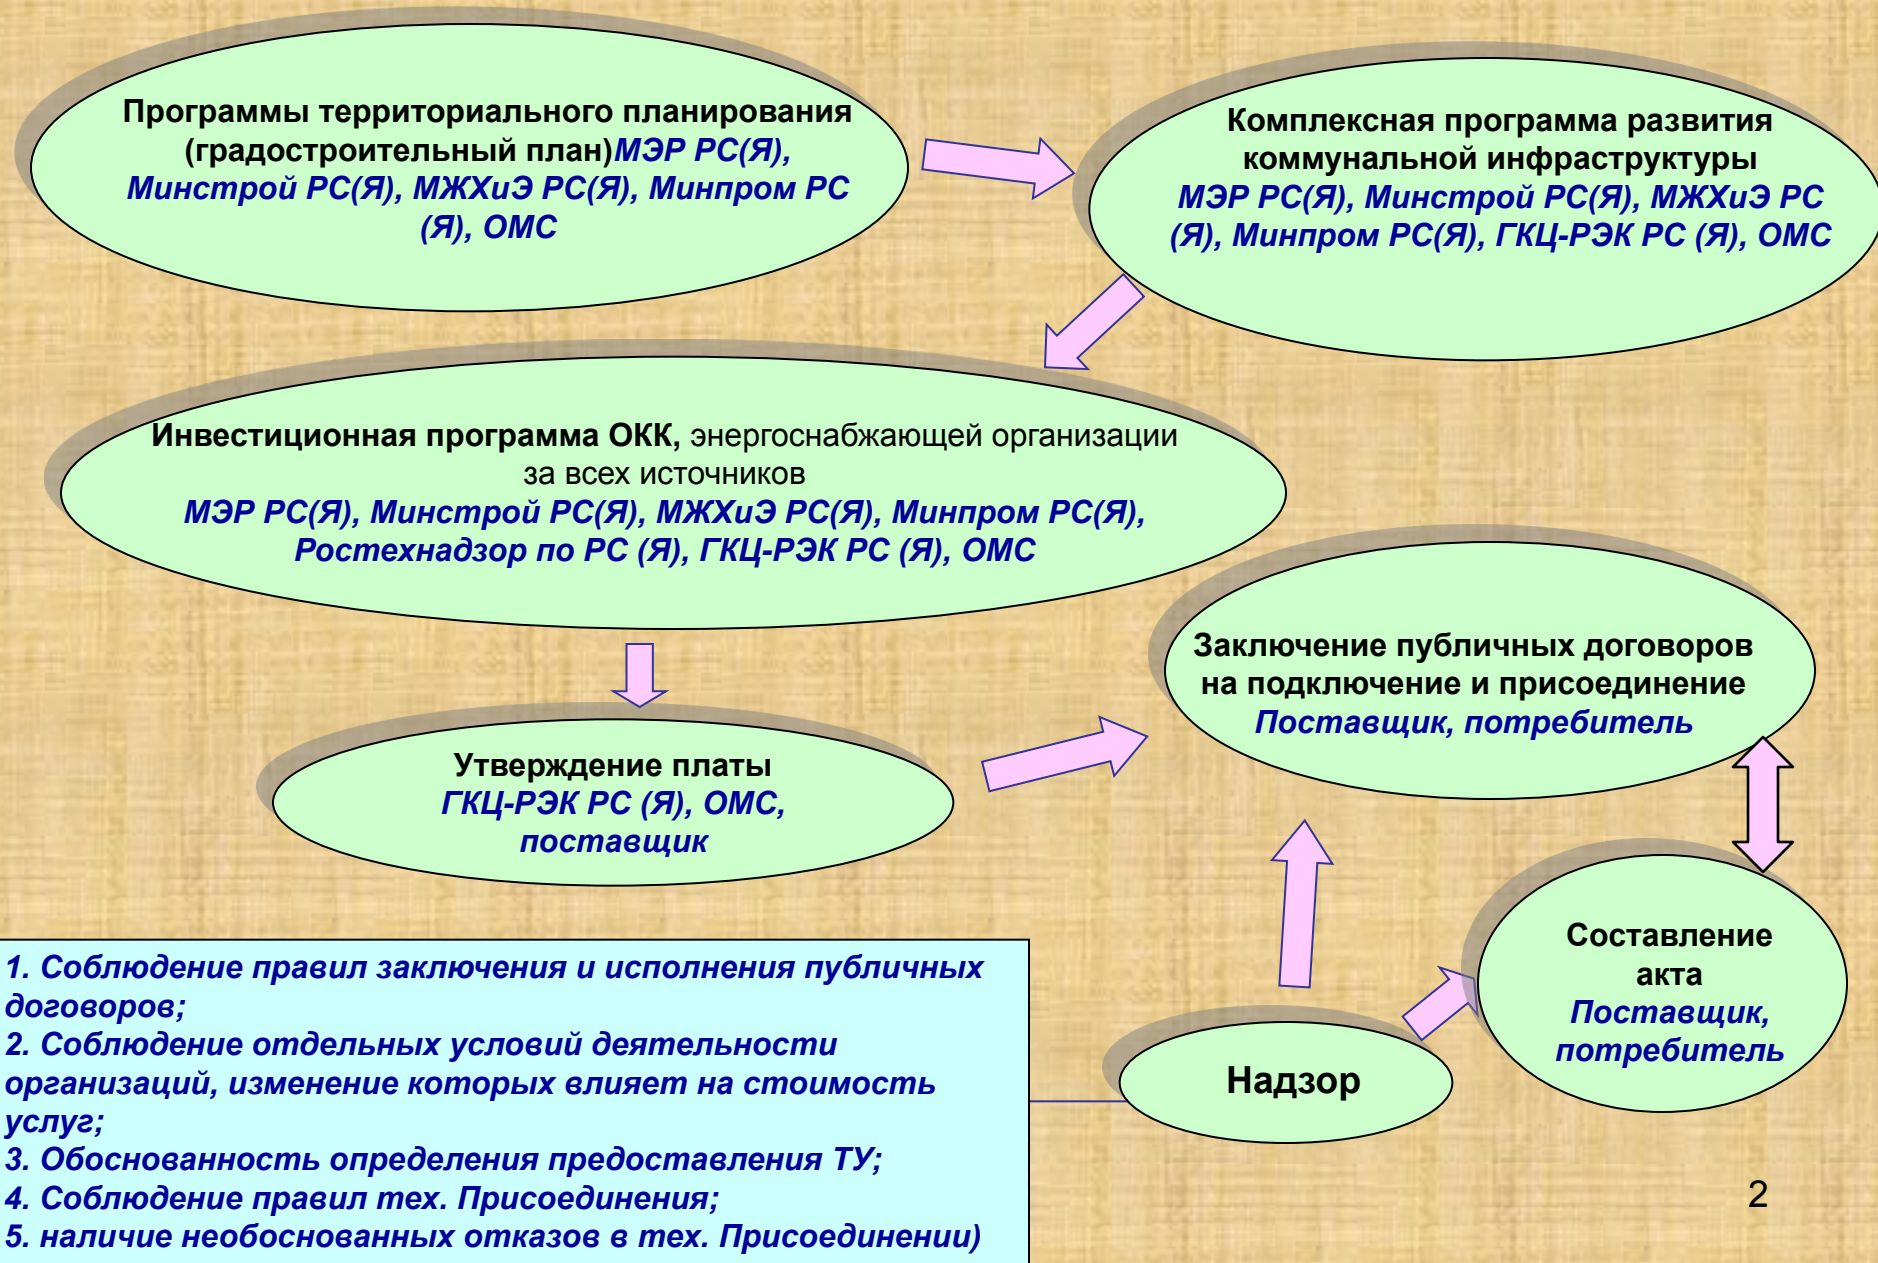 Программы территориального планирования
(градостроительный план)МЭР РС(Я),
Минстрой РС(Я), МЖХиЭ РС(Я), Минпром РС
(Я), ОМС
Комплексная программа развития
коммунальной инфраструктуры
МЭР РС(Я), Минстрой РС(Я), МЖХиЭ РС
(Я), Минпром РС(Я), ГКЦ-РЭК РС (Я), ОМС
Инвестиционная программа ОКК, энергоснабжающей организации
за всех источников
МЭР РС(Я), Минстрой РС(Я), МЖХиЭ РС(Я), Минпром РС(Я),
Ростехнадзор по РС (Я), ГКЦ-РЭК РС (Я), ОМС
Утверждение платы
ГКЦ-РЭК РС (Я), ОМС,
поставщик
Заключение публичных договоров
на подключение и присоединение
Поставщик, потребитель
Составление
акта
Поставщик,
потребитель
Надзор
1. Соблюдение правил заключения и исполнения публичных
договоров;
2. Соблюдение отдельных условий деятельности
организаций, изменение которых влияет на стоимость
услуг;
3. Обоснованность определения предоставления ТУ;
4. Соблюдение правил тех. Присоединения;
5. наличие необоснованных отказов в тех. Присоединении)
2